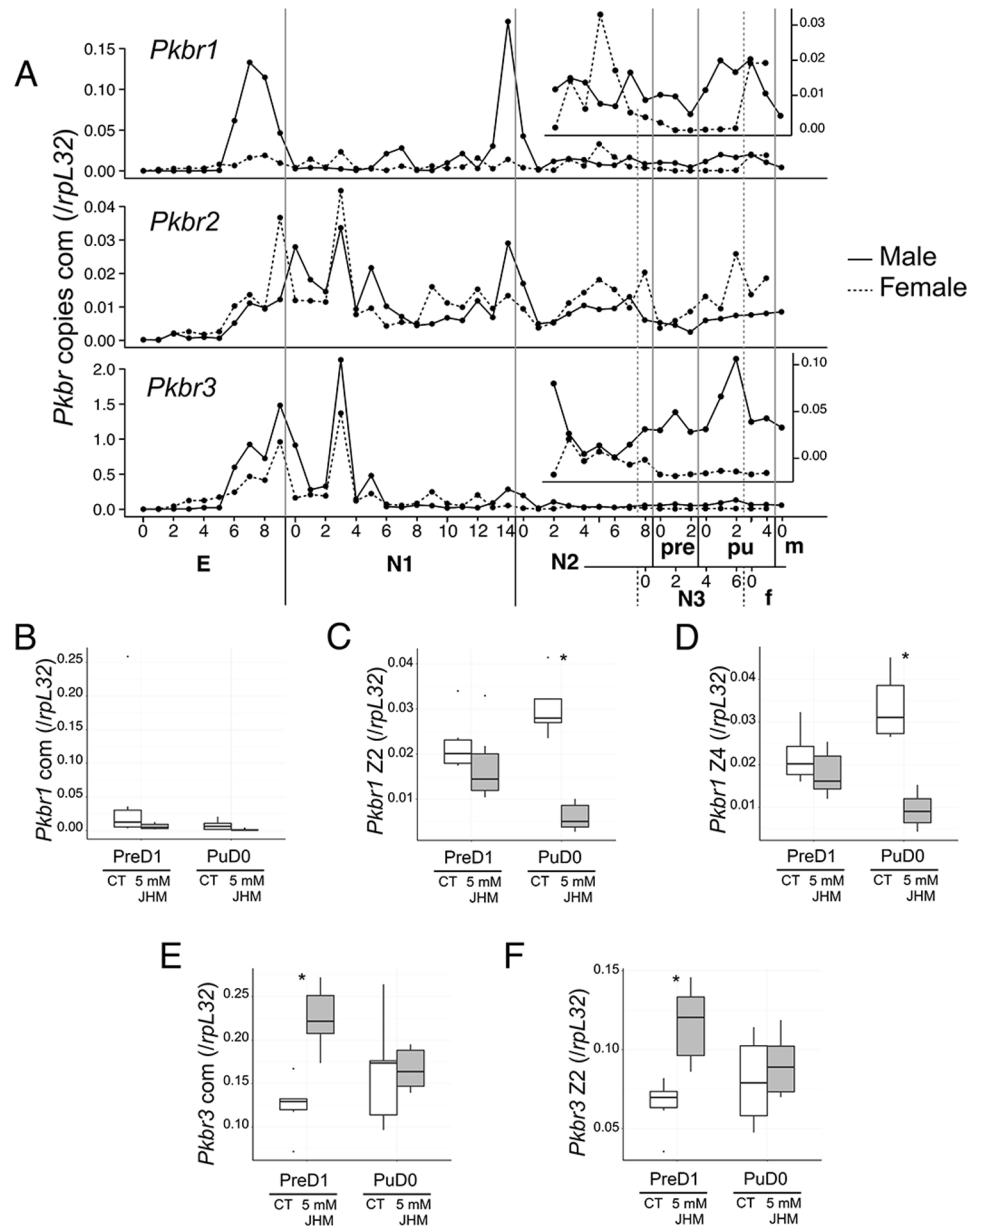 A
Pkbr copies com (/rpL32)
Pkbr1
0.15
0.10
0.05
0.00
0.03
0.02
0.01
0.00
Pkbr2
0.04
0.03
0.02
0.01
0.00
Male
Female
Pkbr3
2.0
1.5
1.0
0.5
0.0
0.10
0.05
0.00
0 2 4 6 8 0 2 4 6 8 10 12 14 0 2 4 6 8 0 2 0 2 4 0
E N1 N2 pre pu m
0 2 4 6 0
N3 f
B
Pkbr1 com (/rpL32)
0.25
0.20
0.15
0.10
0.05
0.00
PreD1 PuD0
CT 5 mM CT 5 mM
JHM JHM
C
Pkbr1 Z2 (/rpL32)
0.04
0.03
0.02
0.01
*
PreD1 PuD0
CT 5 mM CT 5 mM
JHM JHM
D
Pkbr1 Z4 (/rpL32)
0.04
0.03
0.02
0.01
*
PreD1 PuD0
CT 5 mM CT 5 mM
JHM JHM
E
Pkbr3 com (/rpL32)
0.25
0.20
0.15
0.10
*
PreD1 PuD0
CT 5 mM CT 5 mM
JHM JHM
F
Pkbr3 Z2 (/rpL32)
0.15
0.10
0.05
*
PreD1 PuD0
CT 5 mM CT 5 mM
JHM JHM